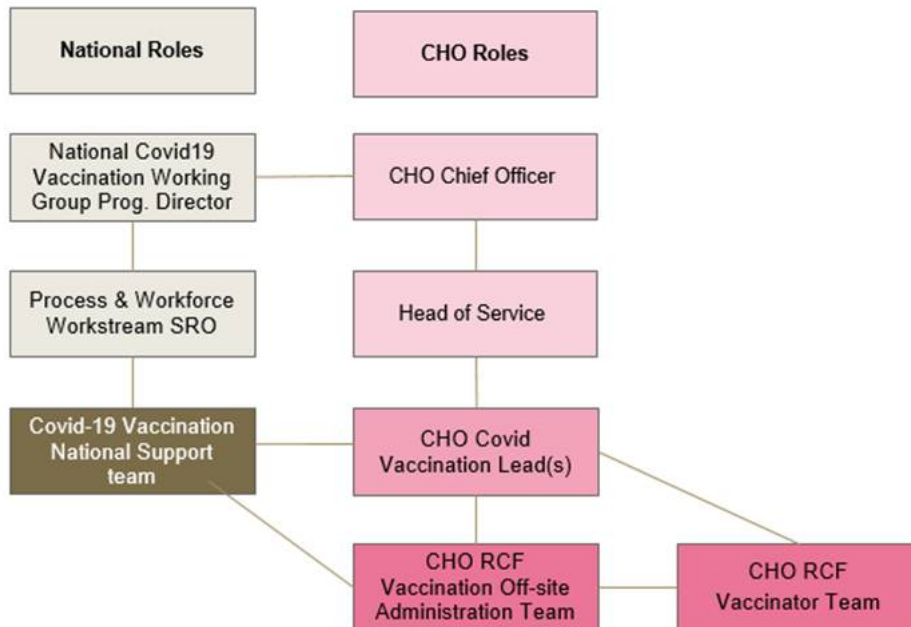 National Roles
CHO Roles
National Covid19
Vaccination Working
Group Prog. Director
CHO Chief Officer
Process & Workforce
Workstream SRO
Head of Service
Covid-19 Vaccination
National Support
team
CHO Covid
Vaccination Lead(s)
CHO RCF
Vaccination Off-site
Administration Team
CHO RCF
Vaccinator Team